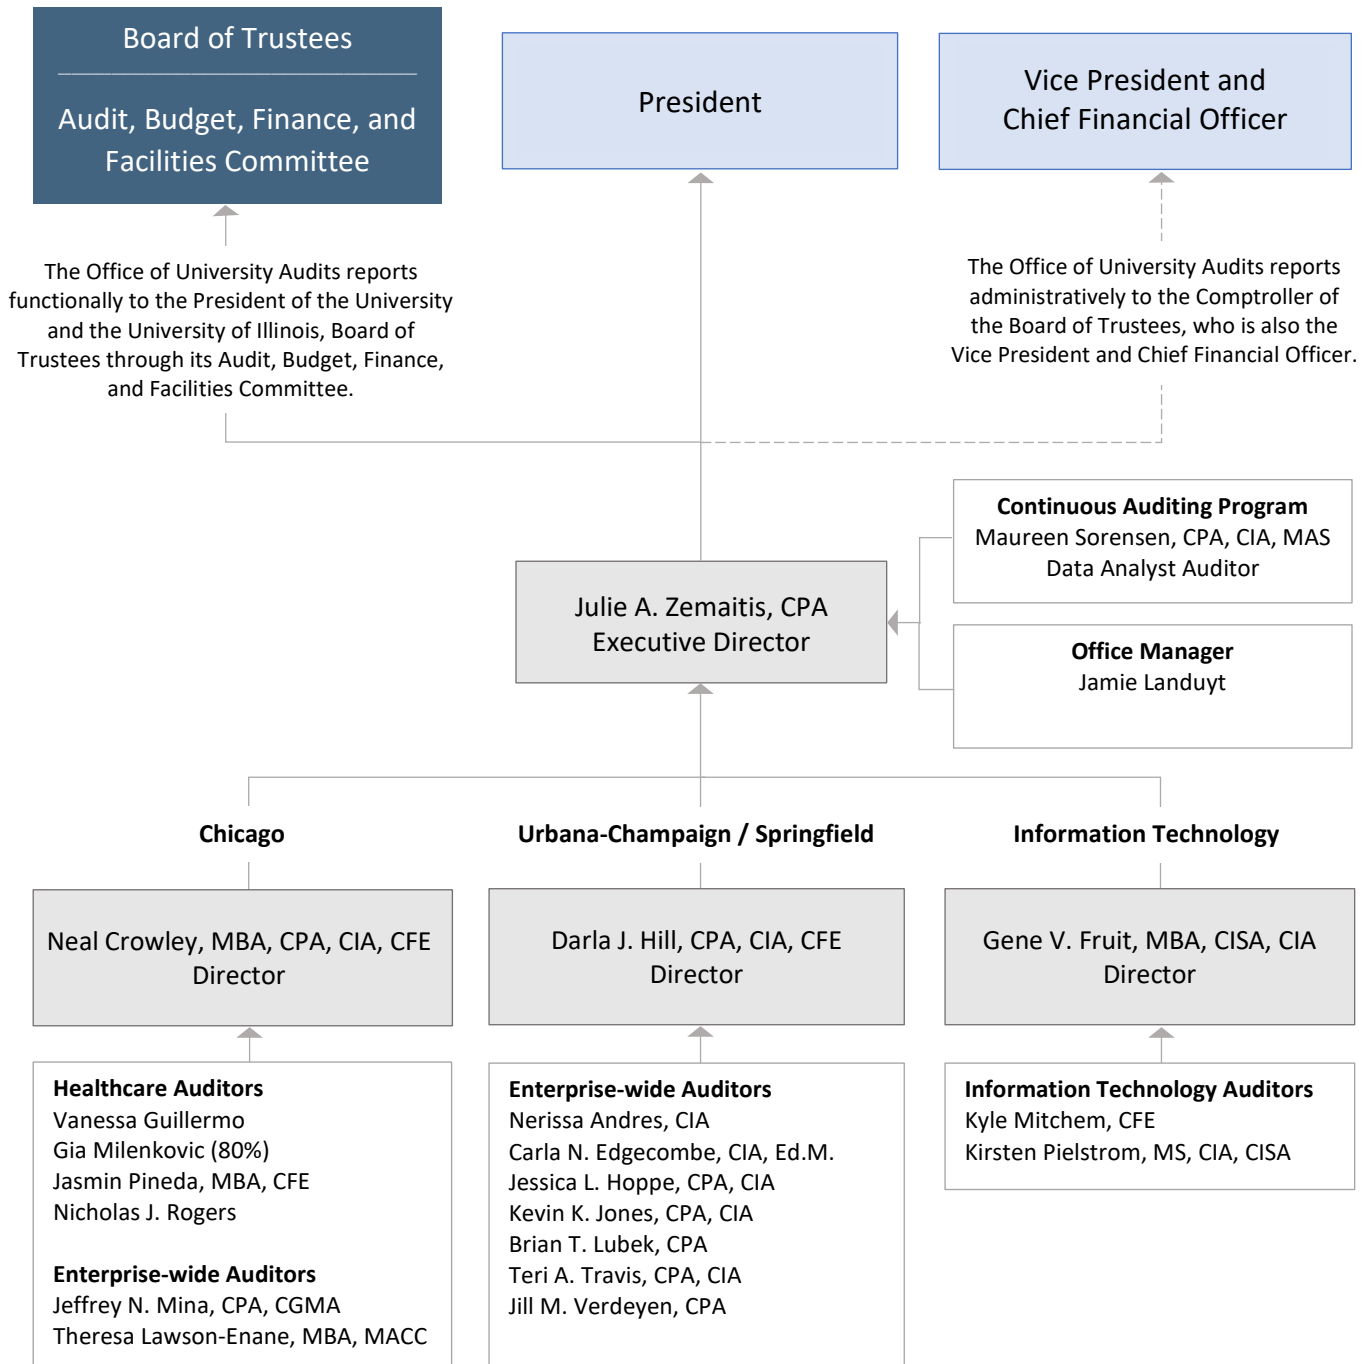 Board of Trustees
Audit, Budget, Finance, and
Facilities Committee
President
Vice President and
Chief Financial Officer
The Office of University Audits reports
functionally to the President of the University
and the University of Illinois, Board of
Trustees through its Audit, Budget, Finance,
and Facilities Committee.
The Office of University Audits reports
administratively to the Comptroller of
the Board of Trustees, who is also the
Vice President and Chief Financial Officer.
Continuous Auditing Program
Maureen Sorensen, CPA, CIA, MAS
Data Analyst Auditor
Julie A. Zemaitis, CPA
Executive Director
Office Manager
Jamie Landuyt
Chicago
Urbana-Champaign / Springfield
Information Technology
Neal Crowley, MBA, CPA, CIA, CFE
Director
Darla J. Hill, CPA, CIA, CFE
Director
Gene V. Fruit, MBA, CISA, CIA
Director
Healthcare Auditors
Vanessa Guillermo
Gia Milenkovic (80%)
Jasmin Pineda, MBA, CFE
Nicholas J. Rogers
Enterprise-wide Auditors
Jeffrey N. Mina, CPA, CGMA
Theresa Lawson-Enane, MBA, MACC
Enterprise-wide Auditors
Nerissa Andres, CIA
Carla N. Edgecombe, CIA, Ed.M.
Jessica L. Hoppe, CPA, CIA
Kevin K. Jones, CPA, CIA
Brian T. Lubek, CPA
Teri A. Travis, CPA, CIA
Jill M. Verdeyen, CPA
Information Technology Auditors
Kyle Mitchem, CFE
Kirsten Pielstrom, MS, CIA, CISA